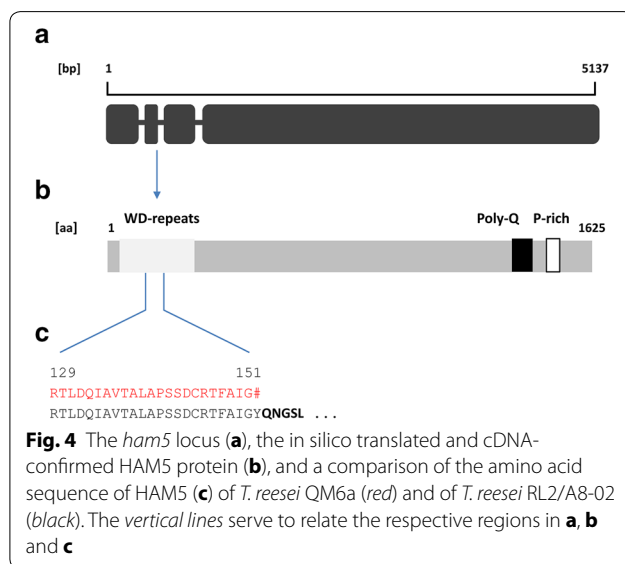 a
[bp] 1 5137
b
WD-repeats Poly-Q P-rich
[aa] 1 1625
c
129 151
RTLDQIAVTALAPSSDCRTFAIG#
RTLDQIAVTALAPSSDCRTFAIGYQNGSL ...
Fig. 4 The ham5 locus (a), the in silico translated and cDNA-
confirmed HAM5 protein (b), and a comparison of the amino acid
sequence of HAM5 (c) of T. reesei QM6a (red) and of T. reesei RL2/A8-02
(black). The vertical lines serve to relate the respective regions in a, b
and c